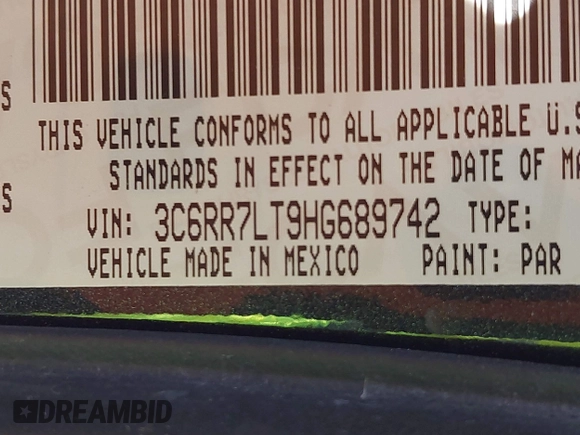 S
THIS VEHICLE CONFORMS TO ALL APPLICABLE U.S
STANDARDS IN EFFECT ON THE DATE OF MA
S
VIN: 3C6RR7LT9HG689742 TYPE:
VEHICLE MADE IN MEXICO PAINT: PAR
DREAMBID